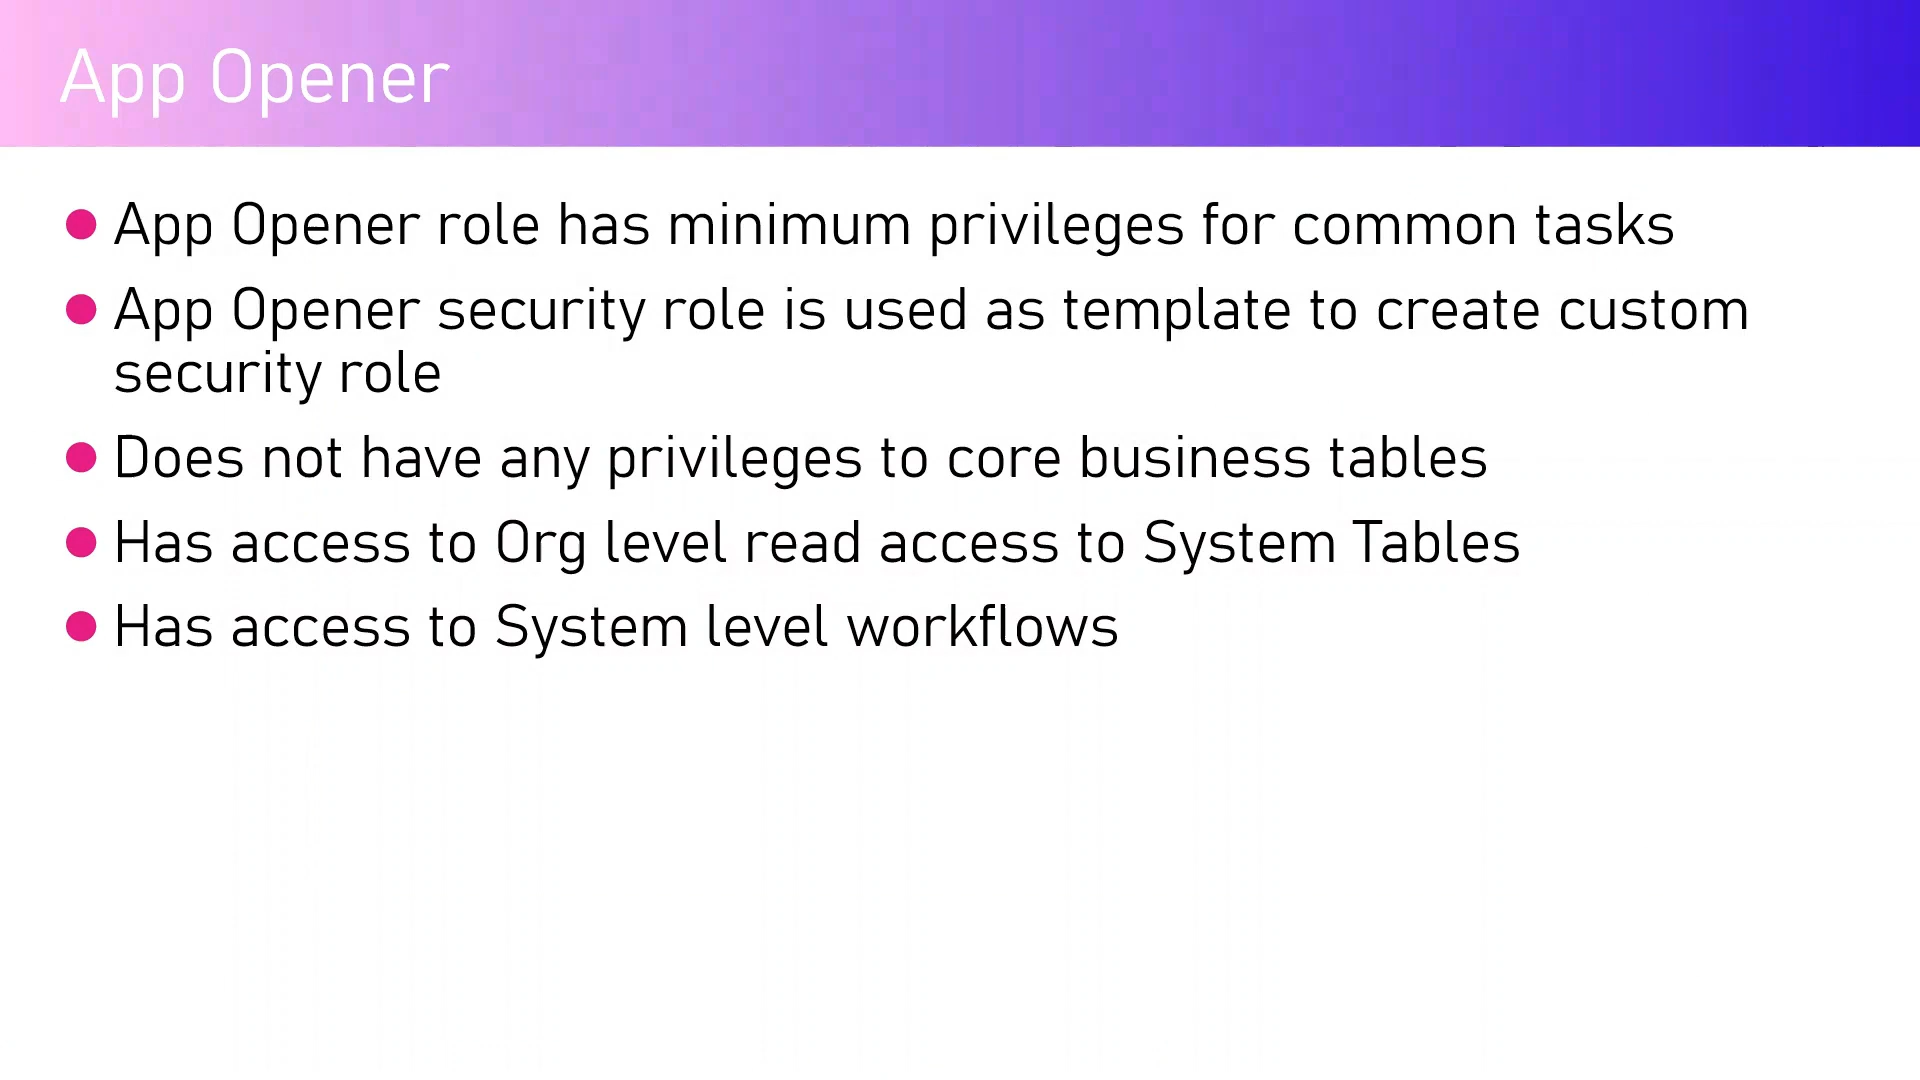 App Opener
App Opener role has minimum privileges for common tasks
App Opener security role is used as template to create custom
security role
Does not have any privileges to core business tables
Has access to Org level read access to System Tables
Has access to System level workflows